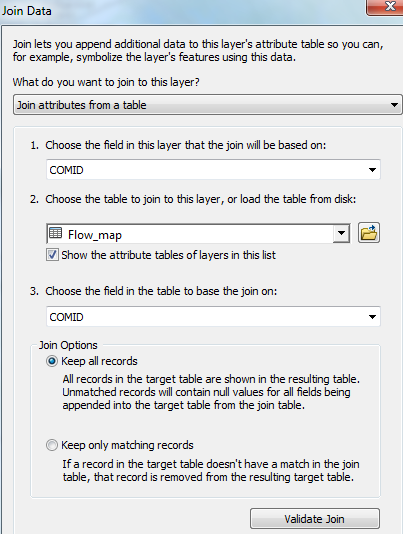 Join Data
Join lets you append additional data to this layer's attribute table so you can,
for example, symbolize the layer's features using this data.
What do you want to join to this layer?
Join attributes from a table
1. Choose the field in this layer that the join will be based on:
COMID
2. Choose the table to join to this layer, or load the table from disk:
Flow_map
Show the attribute tables of layers in this list
3. Choose the field in the table to base the join on:
COMID
Join Options
Keep all records
All records in the target table are shown in the resulting table.
Unmatched records will contain null values for all fields being
appended into the target table from the join table.
Keep only matching records
If a record in the target table doesn't have a match in the join
table, that record is removed from the resulting target table.
Validate Join